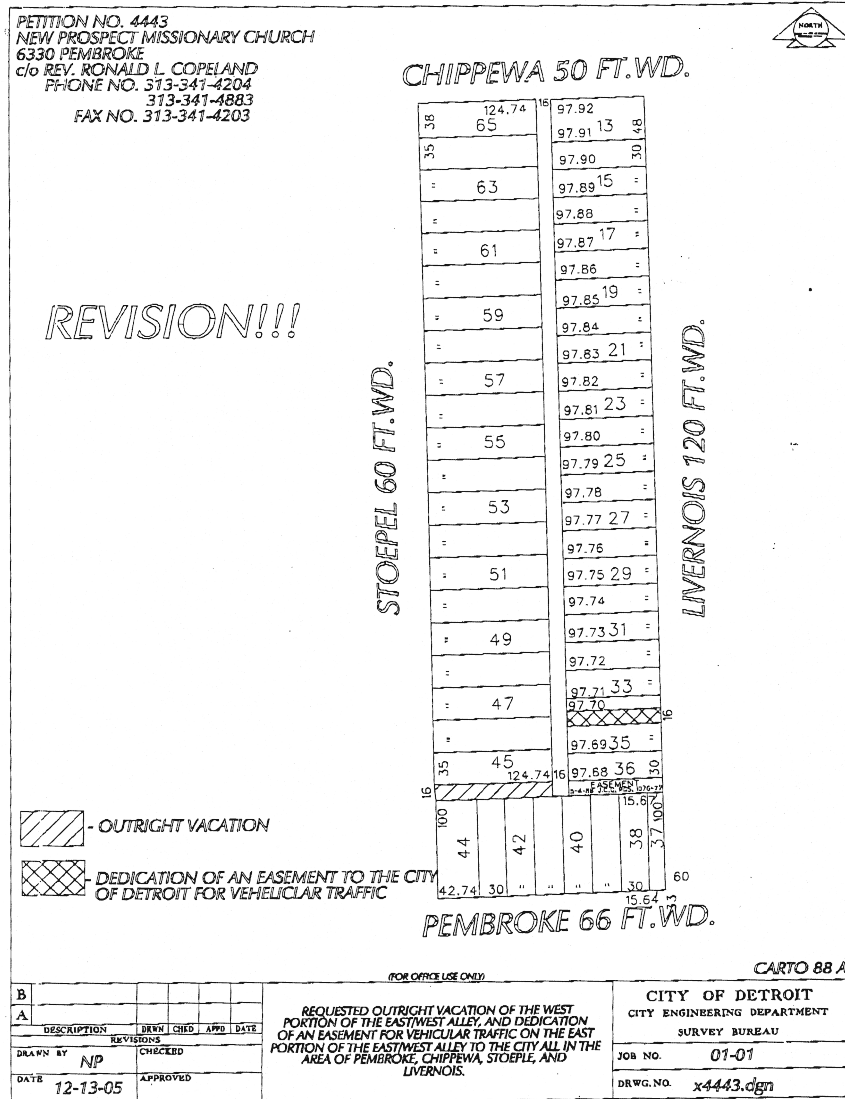 PETITION NO. 4443
NEW PROSPECT MISSIONARY CHURCH
6330 PEMBROKE
c/o REV. RONALD L. COPELAND
PHONE NO. 313-341-4204
313-341-4883
FAX NO. 313-341-4203
NORTH
CHIPPEWA 50 FT.WD.
REVISION!!!
STOEPEL 60 FT.WD.
LIVERNOIS 120 FT.WD.
38 124.74 16 97.92
65 97.91 13 48
35 97.90 30
" 63 97.89 15 "
" 97.88
" 61 97.87 17 "
" 97.86
" 59 97.85 19 "
" 97.84
" 57 97.83 21 "
97.82
" 55 97.81 23 "
97.80
" 97.79 25 "
53 97.78
" 97.77 27 "
97.76 "
" 51 97.75 29 "
97.74
" 49 97.73 31 "
" 97.72
" 47 97.71 33 "
97.70
16
" 97.69 35 "
35 45 124.74 16 97.68 36 30
16 EASEMENT
100 15.67 100
44 42 40 38 37
60
42.74 30 " " " 30
15.64 33
PEMBROKE 66 FT.WD.
- OUTRIGHT VACATION
- DEDICATION OF AN EASEMENT TO THE CITY
OF DETROIT FOR VEHELICLAR TRAFFIC
(FOR OFFICE USE ONLY)
CARTO 88 A
B
A
DESCRIPTION DRWN CHED APPD DATE
REVISIONS
DRAWN BY NP CHECKED
DATE 12-13-05 APPROVED
REQUESTED OUTRIGHT VACATION OF THE WEST
PORTION OF THE EAST/WEST ALLEY, AND DEDICATION
OF AN EASEMENT FOR VEHICULAR TRAFFIC ON THE EAST
PORTION OF THE EAST/WEST ALLEY TO THE CITY ALL IN THE
AREA OF PEMBROKE, CHIPPEWA, STOEPLE, AND
LIVERNOIS.
CITY OF DETROIT
CITY ENGINEERING DEPARTMENT
SURVEY BUREAU
JOB NO. 01-01
DRWG. NO. x4443.dgn